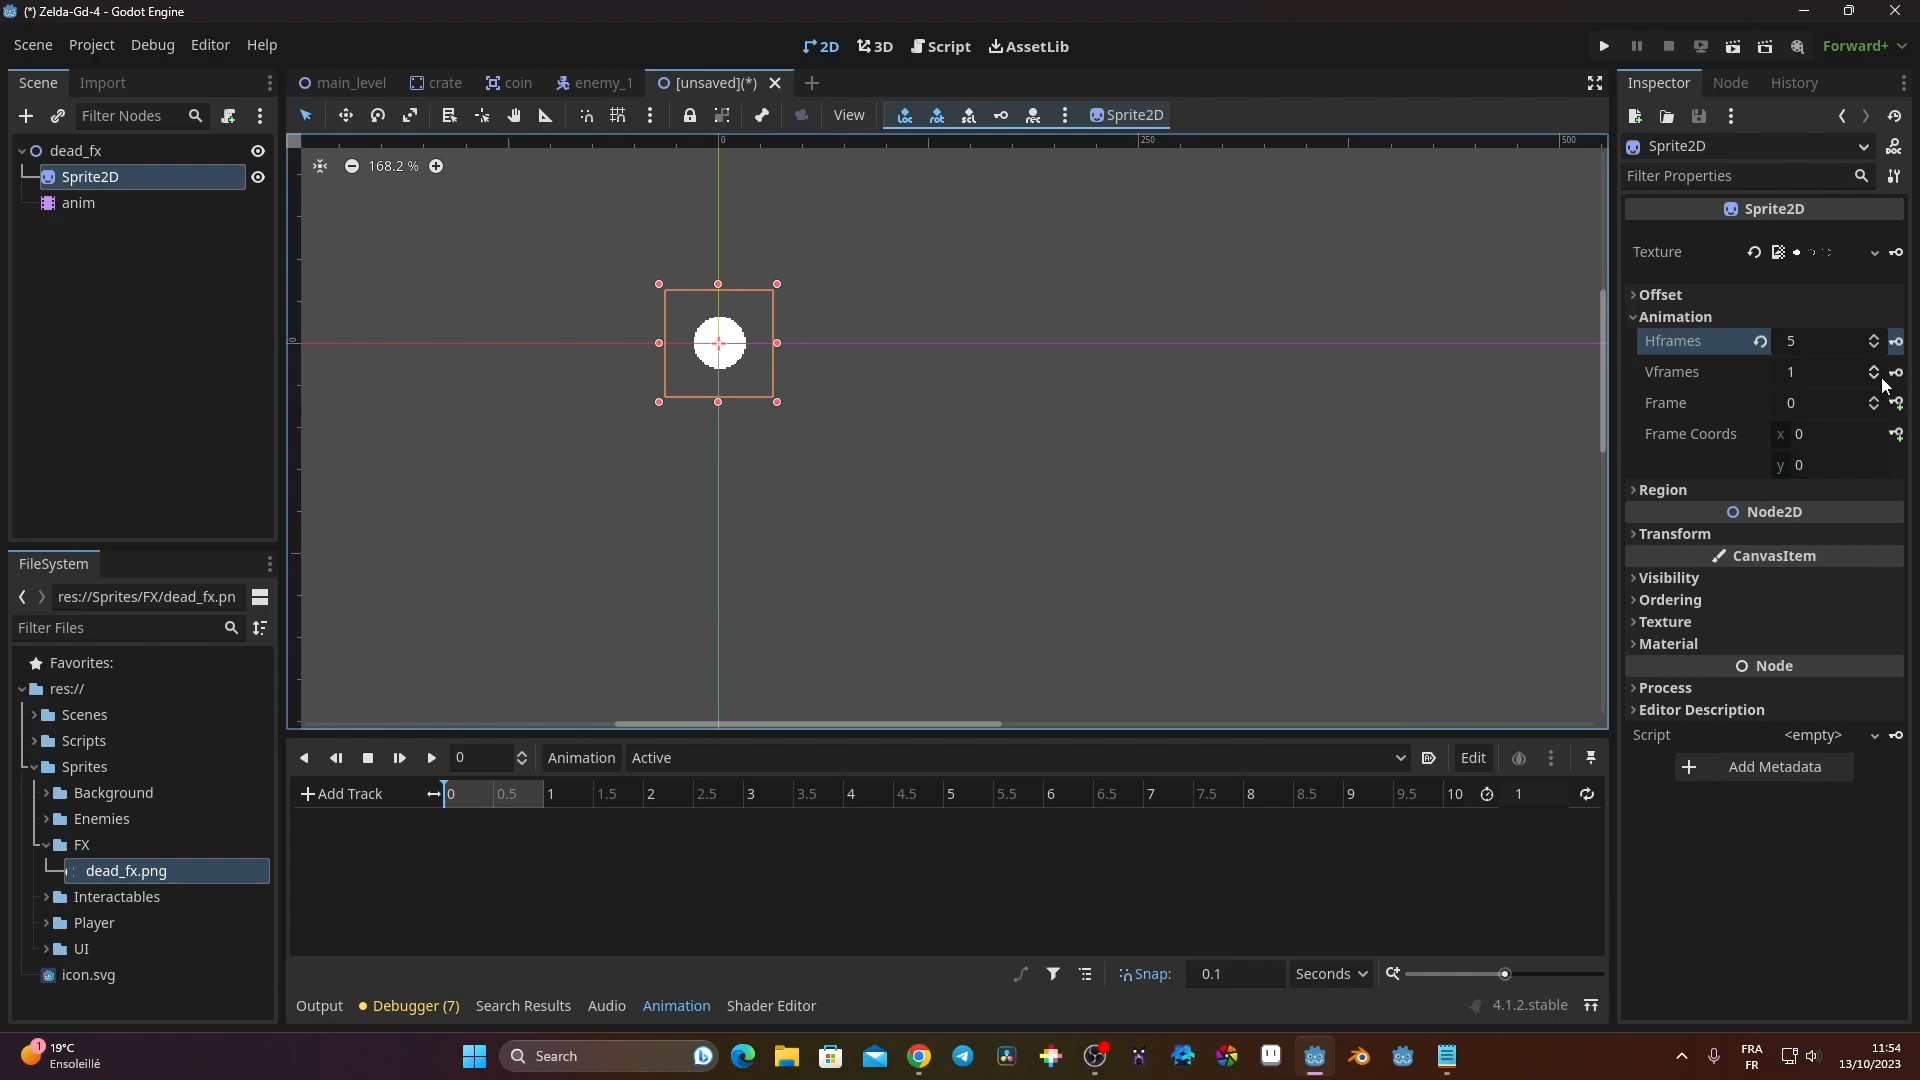 (*) Zelda-Gd-4 - Godot Engine
Scene Project Debug Editor Help
2D 3D Script AssetLib
Forward+
Scene Import
main_level crate coin enemy_1 [unsaved](*)
Inspector Node History
Filter Nodes
View Sprite2D
Sprite2D
Filter Properties
dead_fx
Sprite2D
anim
0 250 500
168.2 %
0
Sprite2D
Texture
Offset
Animation
Hframes 5
Vframes 1
Frame 0
Frame Coords x 0
y 0
Region
Node2D
Transform
CanvasItem
Visibility
Ordering
Texture
Material
Node
Process
Editor Description
Script <empty>
Add Metadata
FileSystem
res://Sprites/FX/dead_fx.pn
Filter Files
Favorites:
res://
Scenes
Scripts
Sprites
Background
Enemies
FX
dead_fx.png
Interactables
Player
UI
icon.svg
0 Animation Active Edit
Add Track 0 0.5 1 1.5 2 2.5 3 3.5 4 4.5 5 5.5 6 6.5 7 7.5 8 8.5 9 9.5 10 1
Snap: 0.1 Seconds
Output Debugger (7) Search Results Audio Animation Shader Editor
4.1.2.stable
1
19°C
Ensoleillé
Search
FRA
FR
11:54
13/10/2023